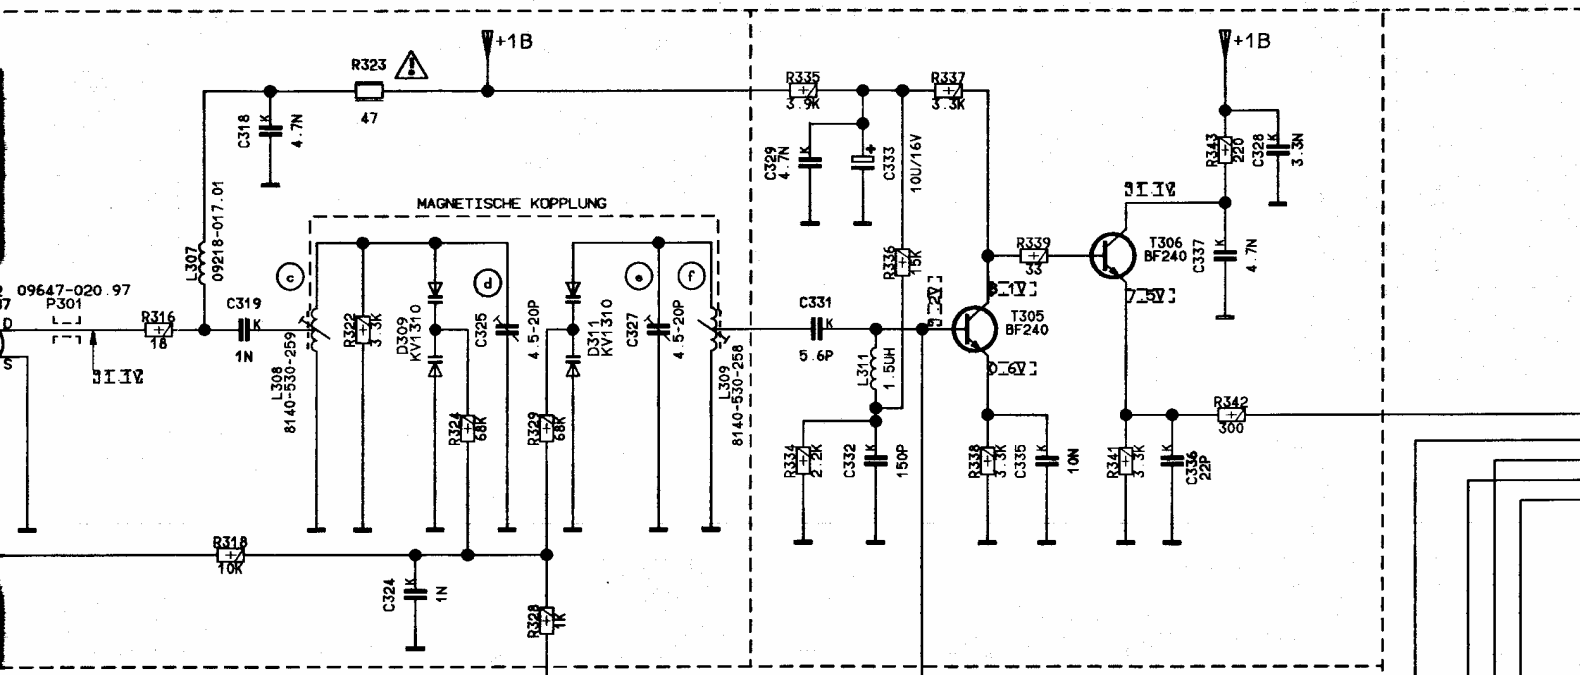 +1B
+1B
R323
47
R335
3.9K
R337
3.3K
C318
K
4.7N
C329
4.7N
K
+
C333
10U/16V
R343
220
C328
K
3.3N
MAGNETISCHE KOPPLUNG
L307
09218-017.01
c
d
e
f
R336
15K
R339
33
T306
BF240
C337
K
4.7N
09647-020.97
P301
D
S
R316
18
C319
K
1N
L308
8140-530-259
R322
3.3K
D309
KV1310
C325
4.5-20P
D311
KV1310
C327
4.5-20P
L309
8140-530-258
C331
K
5.6P
L311
1.5UH
T305
BF240
7.5V
0.6V
R324
68K
R329
68K
R334
2.2K
C332
K
150P
R338
3.3K
C335
K
10N
R341
3.3K
C336
K
22P
R342
300
R318
10K
C324
K
1N
R328
1K